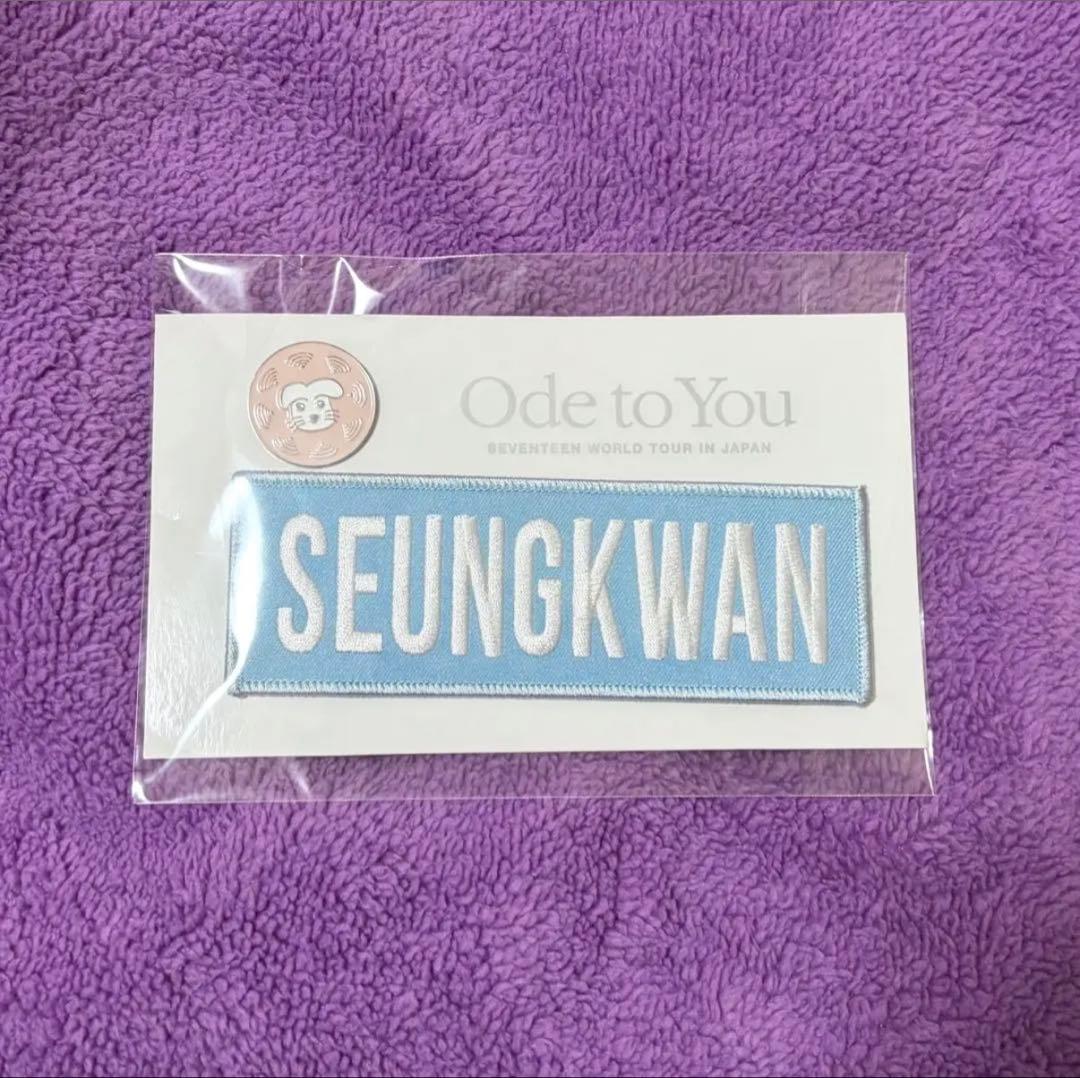 Ode to You
SEVENTEEN WORLD TOUR IN JAPAN
SEUNGKWAN